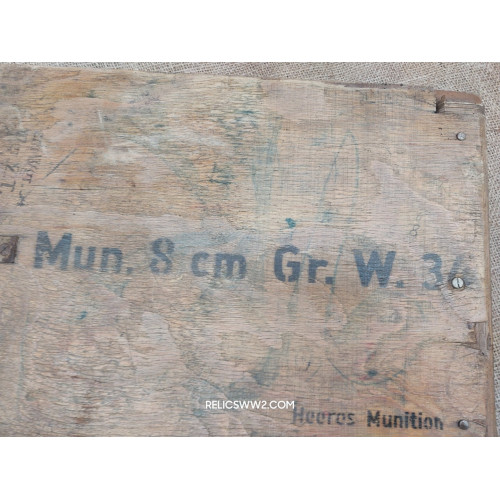 Mun. 8 cm Gr. W. 34
RELICSWW2.COM
Heeres Munition